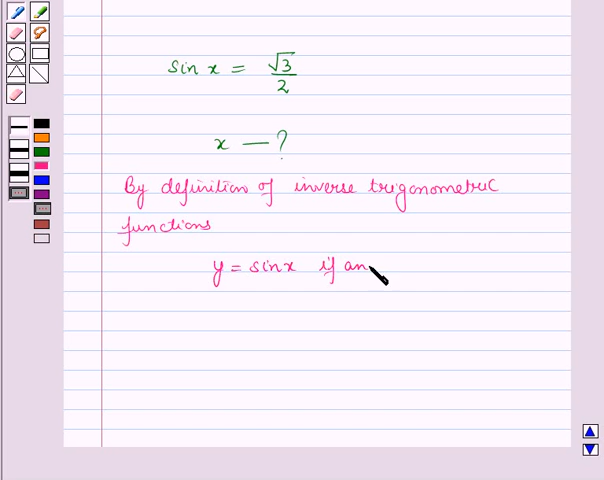 sin x = √3/2
x — ?
By definition of inverse trigonometric
functions
y = sin x if an